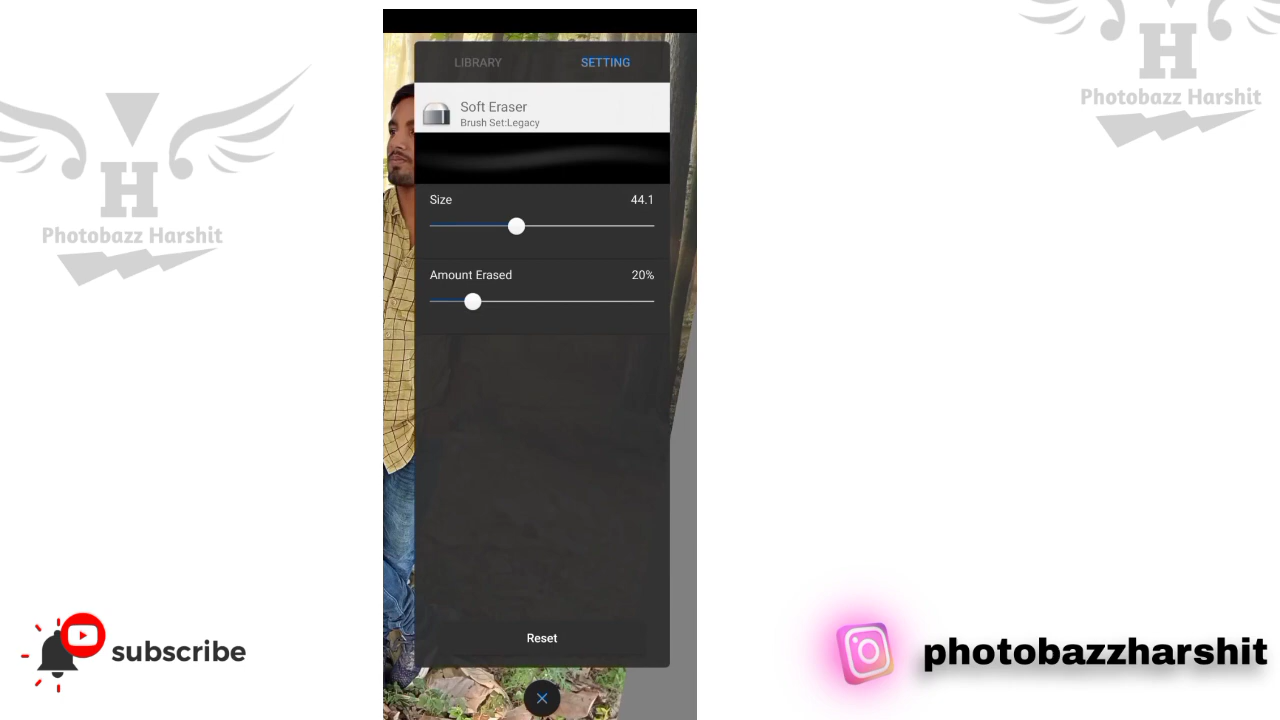 LIBRARY
SETTING
Soft Eraser
Brush Set:Legacy
Size
44.1
Amount Erased
20%
Reset
H
Photobazz Harshit
H
Photobazz Harshit
subscribe
photobazzharshit